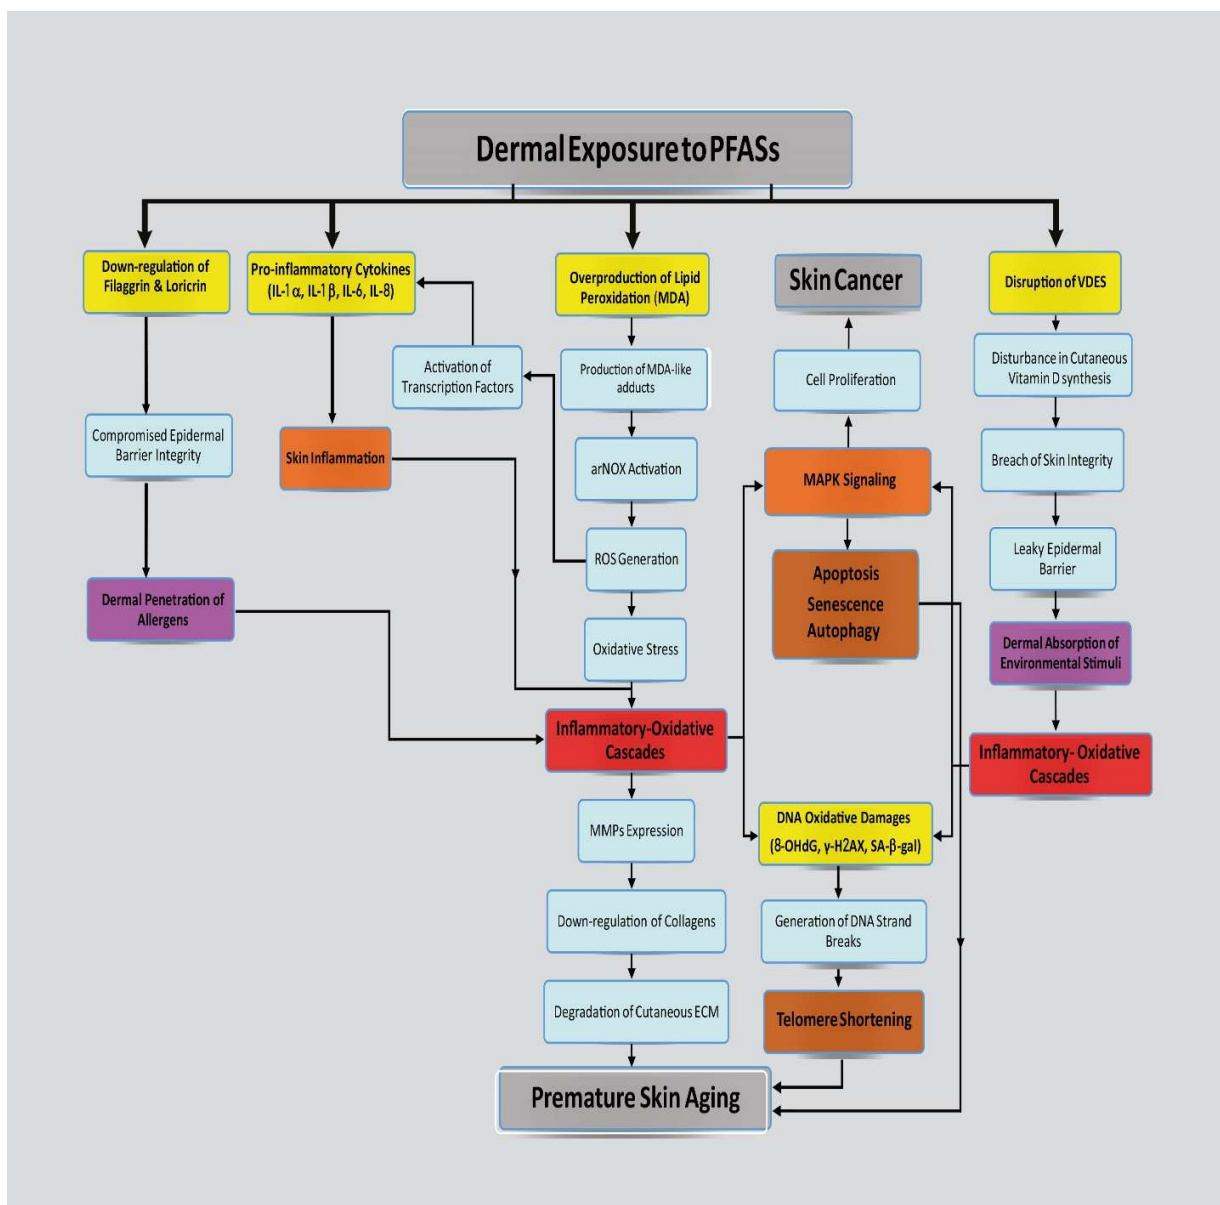 Dermal Exposure to PFASs
Down-regulation of
Filaggrin & Loricrin
Pro-inflammatory Cytokines
(IL-1α, IL-1β, IL-6, IL-8)
Overproduction of Lipid
Peroxidation (MDA)
Skin Cancer
Disruption of VDES
Activation of
Transcription Factors
Production of MDA-like
adducts
Cell Proliferation
Disturbance in Cutaneous
Vitamin D synthesis
Compromised Epidermal
Barrier Integrity
Skin Inflammation
arNOX Activation
MAPK Signaling
Breach of Skin Integrity
ROS Generation
Apoptosis
Senescence
Autophagy
Leaky Epidermal
Barrier
Dermal Penetration of
Allergens
Oxidative Stress
Dermal Absorption of
Environmental Stimuli
Inflammatory-Oxidative
Cascades
Inflammatory- Oxidative
Cascades
MMPs Expression
DNA Oxidative Damages
(8-OHdG, γ-H2AX, SA-β-gal)
Down-regulation of Collagens
Generation of DNA Strand
Breaks
Degradation of Cutaneous ECM
Telomere Shortening
Premature Skin Aging